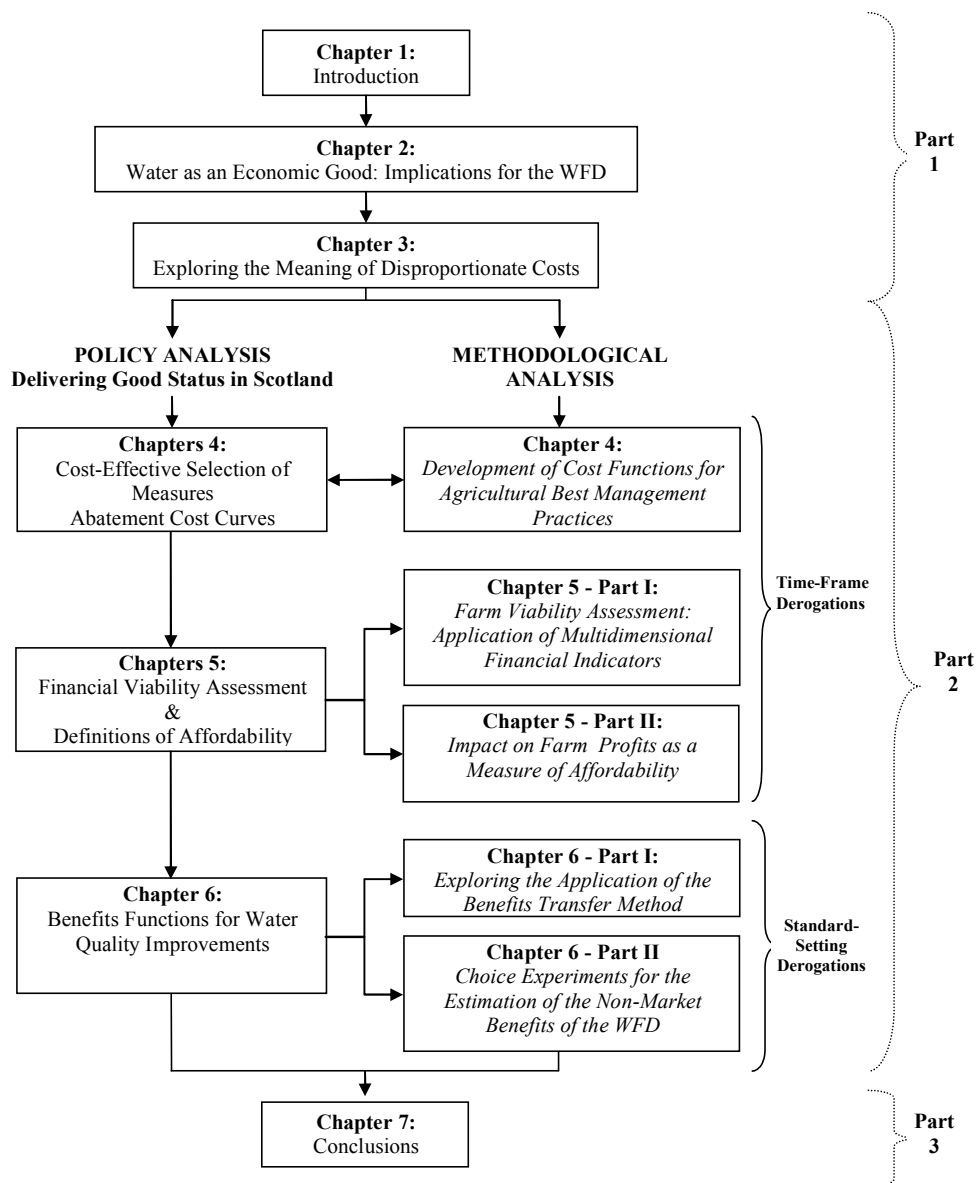 Chapter 1:
Introduction
Chapter 2:
Water as an Economic Good: Implications for the WFD
Part
1
Chapter 3:
Exploring the Meaning of Disproportionate Costs
POLICY ANALYSIS
Delivering Good Status in Scotland
METHODOLOGICAL
ANALYSIS
Chapters 4:
Cost-Effective Selection of
Measures
Abatement Cost Curves
Chapter 4:
Development of Cost Functions for
Agricultural Best Management
Practices
Chapter 5 - Part I:
Farm Viability Assessment:
Application of Multidimensional
Financial Indicators
Time-Frame
Derogations
Chapters 5:
Financial Viability Assessment
&
Definitions of Affordability
Chapter 5 - Part II:
Impact on Farm Profits as a
Measure of Affordability
Part
2
Chapter 6:
Benefits Functions for Water
Quality Improvements
Chapter 6 - Part I:
Exploring the Application of the
Benefits Transfer Method
Chapter 6 - Part II
Choice Experiments for the
Estimation of the Non-Market
Benefits of the WFD
Standard-
Setting
Derogations
Chapter 7:
Conclusions
Part
3